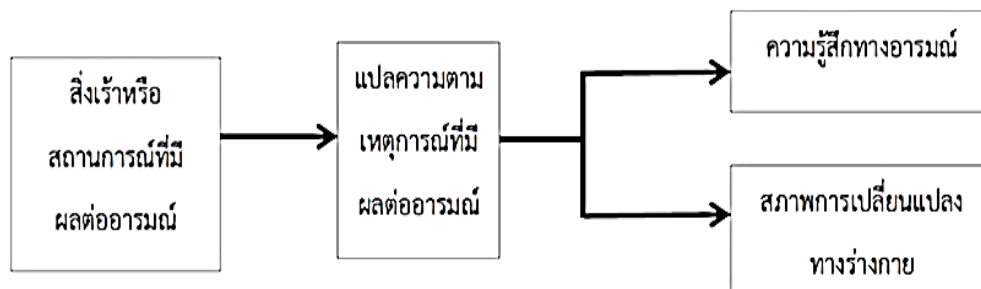 สิ่งเร้าหรือ
สถานการณ์ที่มี
ผลต่ออารมณ์
แปลความตาม
เหตุการณ์ที่มี
ผลต่ออารมณ์
ความรู้สึกทางอารมณ์
สภาพการเปลี่ยนแปลง
ทางร่างกาย